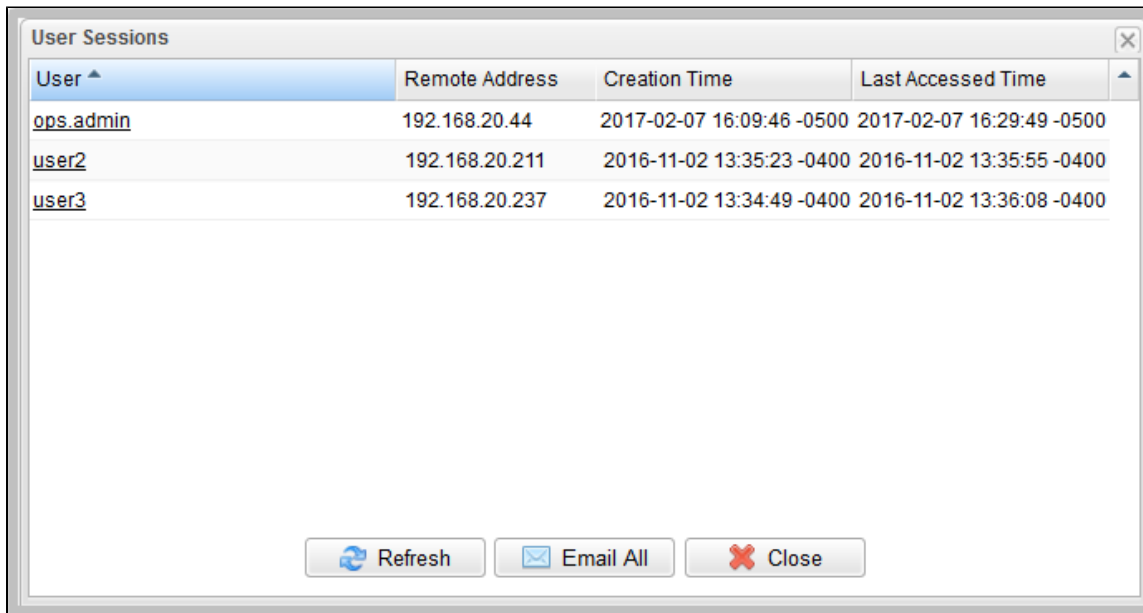 User Sessions
User Remote Address Creation Time Last Accessed Time
ops.admin 192.168.20.44 2017-02-07 16:09:46 -0500 2017-02-07 16:29:49 -0500
user2 192.168.20.211 2016-11-02 13:35:23 -0400 2016-11-02 13:35:55 -0400
user3 192.168.20.237 2016-11-02 13:34:49 -0400 2016-11-02 13:36:08 -0400
Refresh Email All Close